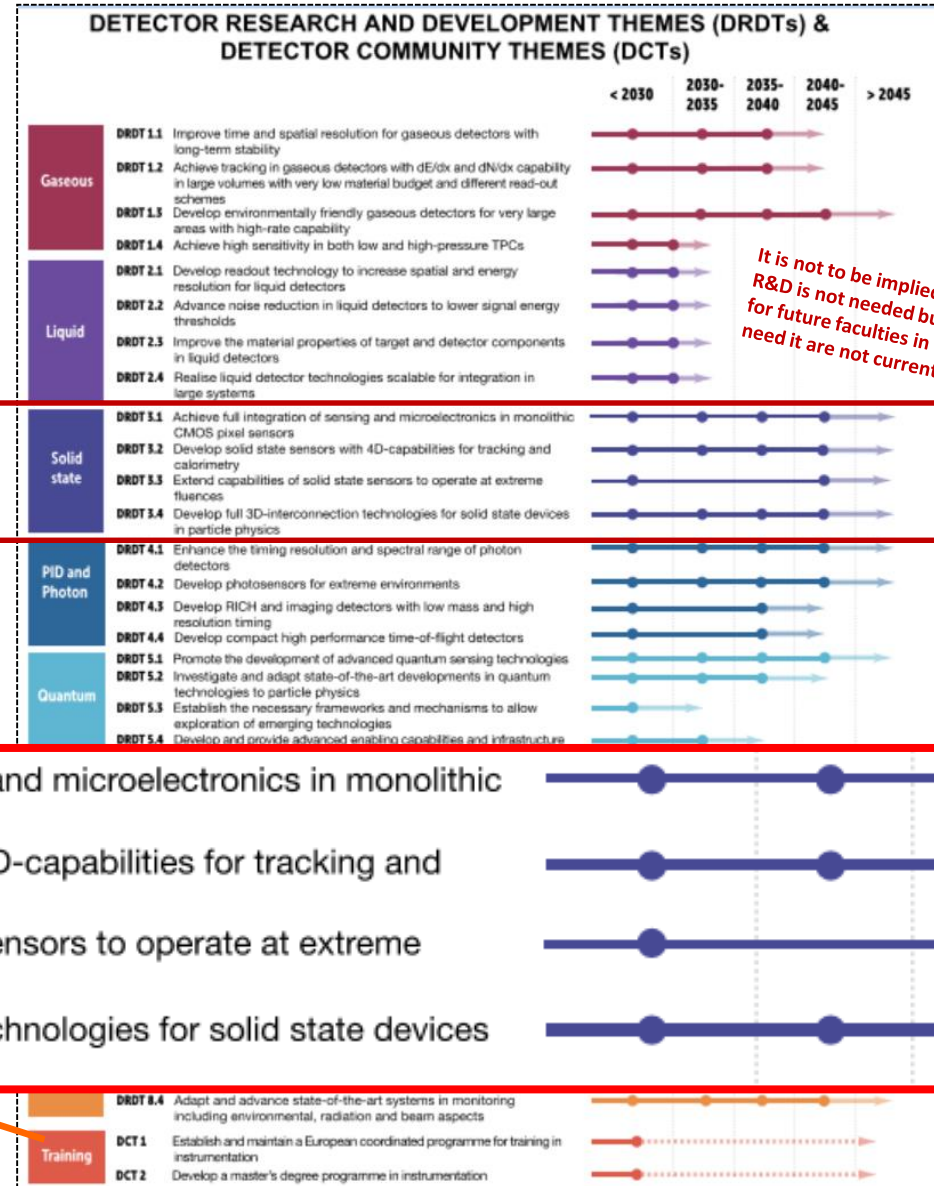 DETECTOR RESEARCH AND DEVELOPMENT THEMES (DRDTs) &
DETECTOR COMMUNITY THEMES (DCTs)
< 2030
2030-
2035
2035-
2040
2040-
2045
> 2045
Gaseous
DRDT 1.1 Improve time and spatial resolution for gaseous detectors with
long-term stability
DRDT 1.2 Achieve tracking in gaseous detectors with dE/dx and dN/dx capability
in large volumes with very low material budget and different read-out
schemes
DRDT 1.3 Develop environmentally friendly gaseous detectors for very large
areas with high-rate capability
DRDT 1.4 Achieve high sensitivity in both low and high-pressure TPCs
Liquid
DRDT 2.1 Develop readout technology to increase spatial and energy
resolution for liquid detectors
DRDT 2.2 Advance noise reduction in liquid detectors to lower signal energy
thresholds
DRDT 2.3 Improve the material properties of target and detector components
in liquid detectors
DRDT 2.4 Realise liquid detector technologies scalable for integration in
large systems
It is not to be implied
R&D is not needed bu
for future faculties in
need it are not current
Solid
state
DRDT 3.1 Achieve full integration of sensing and microelectronics in monolithic
CMOS pixel sensors
DRDT 3.2 Develop solid state sensors with 4D-capabilities for tracking and
calorimetry
DRDT 3.3 Extend capabilities of solid state sensors to operate at extreme
fluences
DRDT 3.4 Develop full 3D-interconnection technologies for solid state devices
in particle physics
PID and
Photon
DRDT 4.1 Enhance the timing resolution and spectral range of photon
detectors
DRDT 4.2 Develop photosensors for extreme environments
DRDT 4.3 Develop RICH and imaging detectors with low mass and high
resolution timing
DRDT 4.4 Develop compact high performance time-of-flight detectors
Quantum
DRDT 5.1 Promote the development of advanced quantum sensing technologies
DRDT 5.2 Investigate and adapt state-of-the-art developments in quantum
technologies to particle physics
DRDT 5.3 Establish the necessary frameworks and mechanisms to allow
exploration of emerging technologies
DRDT 5.4 Develop and provide advanced enabling capabilities and infrastructure
and microelectronics in monolithic
D-capabilities for tracking and
ensors to operate at extreme
chnologies for solid state devices
DRDT 8.4 Adapt and advance state-of-the-art systems in monitoring
including environmental, radiation and beam aspects
Training
DCT 1 Establish and maintain a European coordinated programme for training in
instrumentation
DCT 2 Develop a master's degree programme in instrumentation